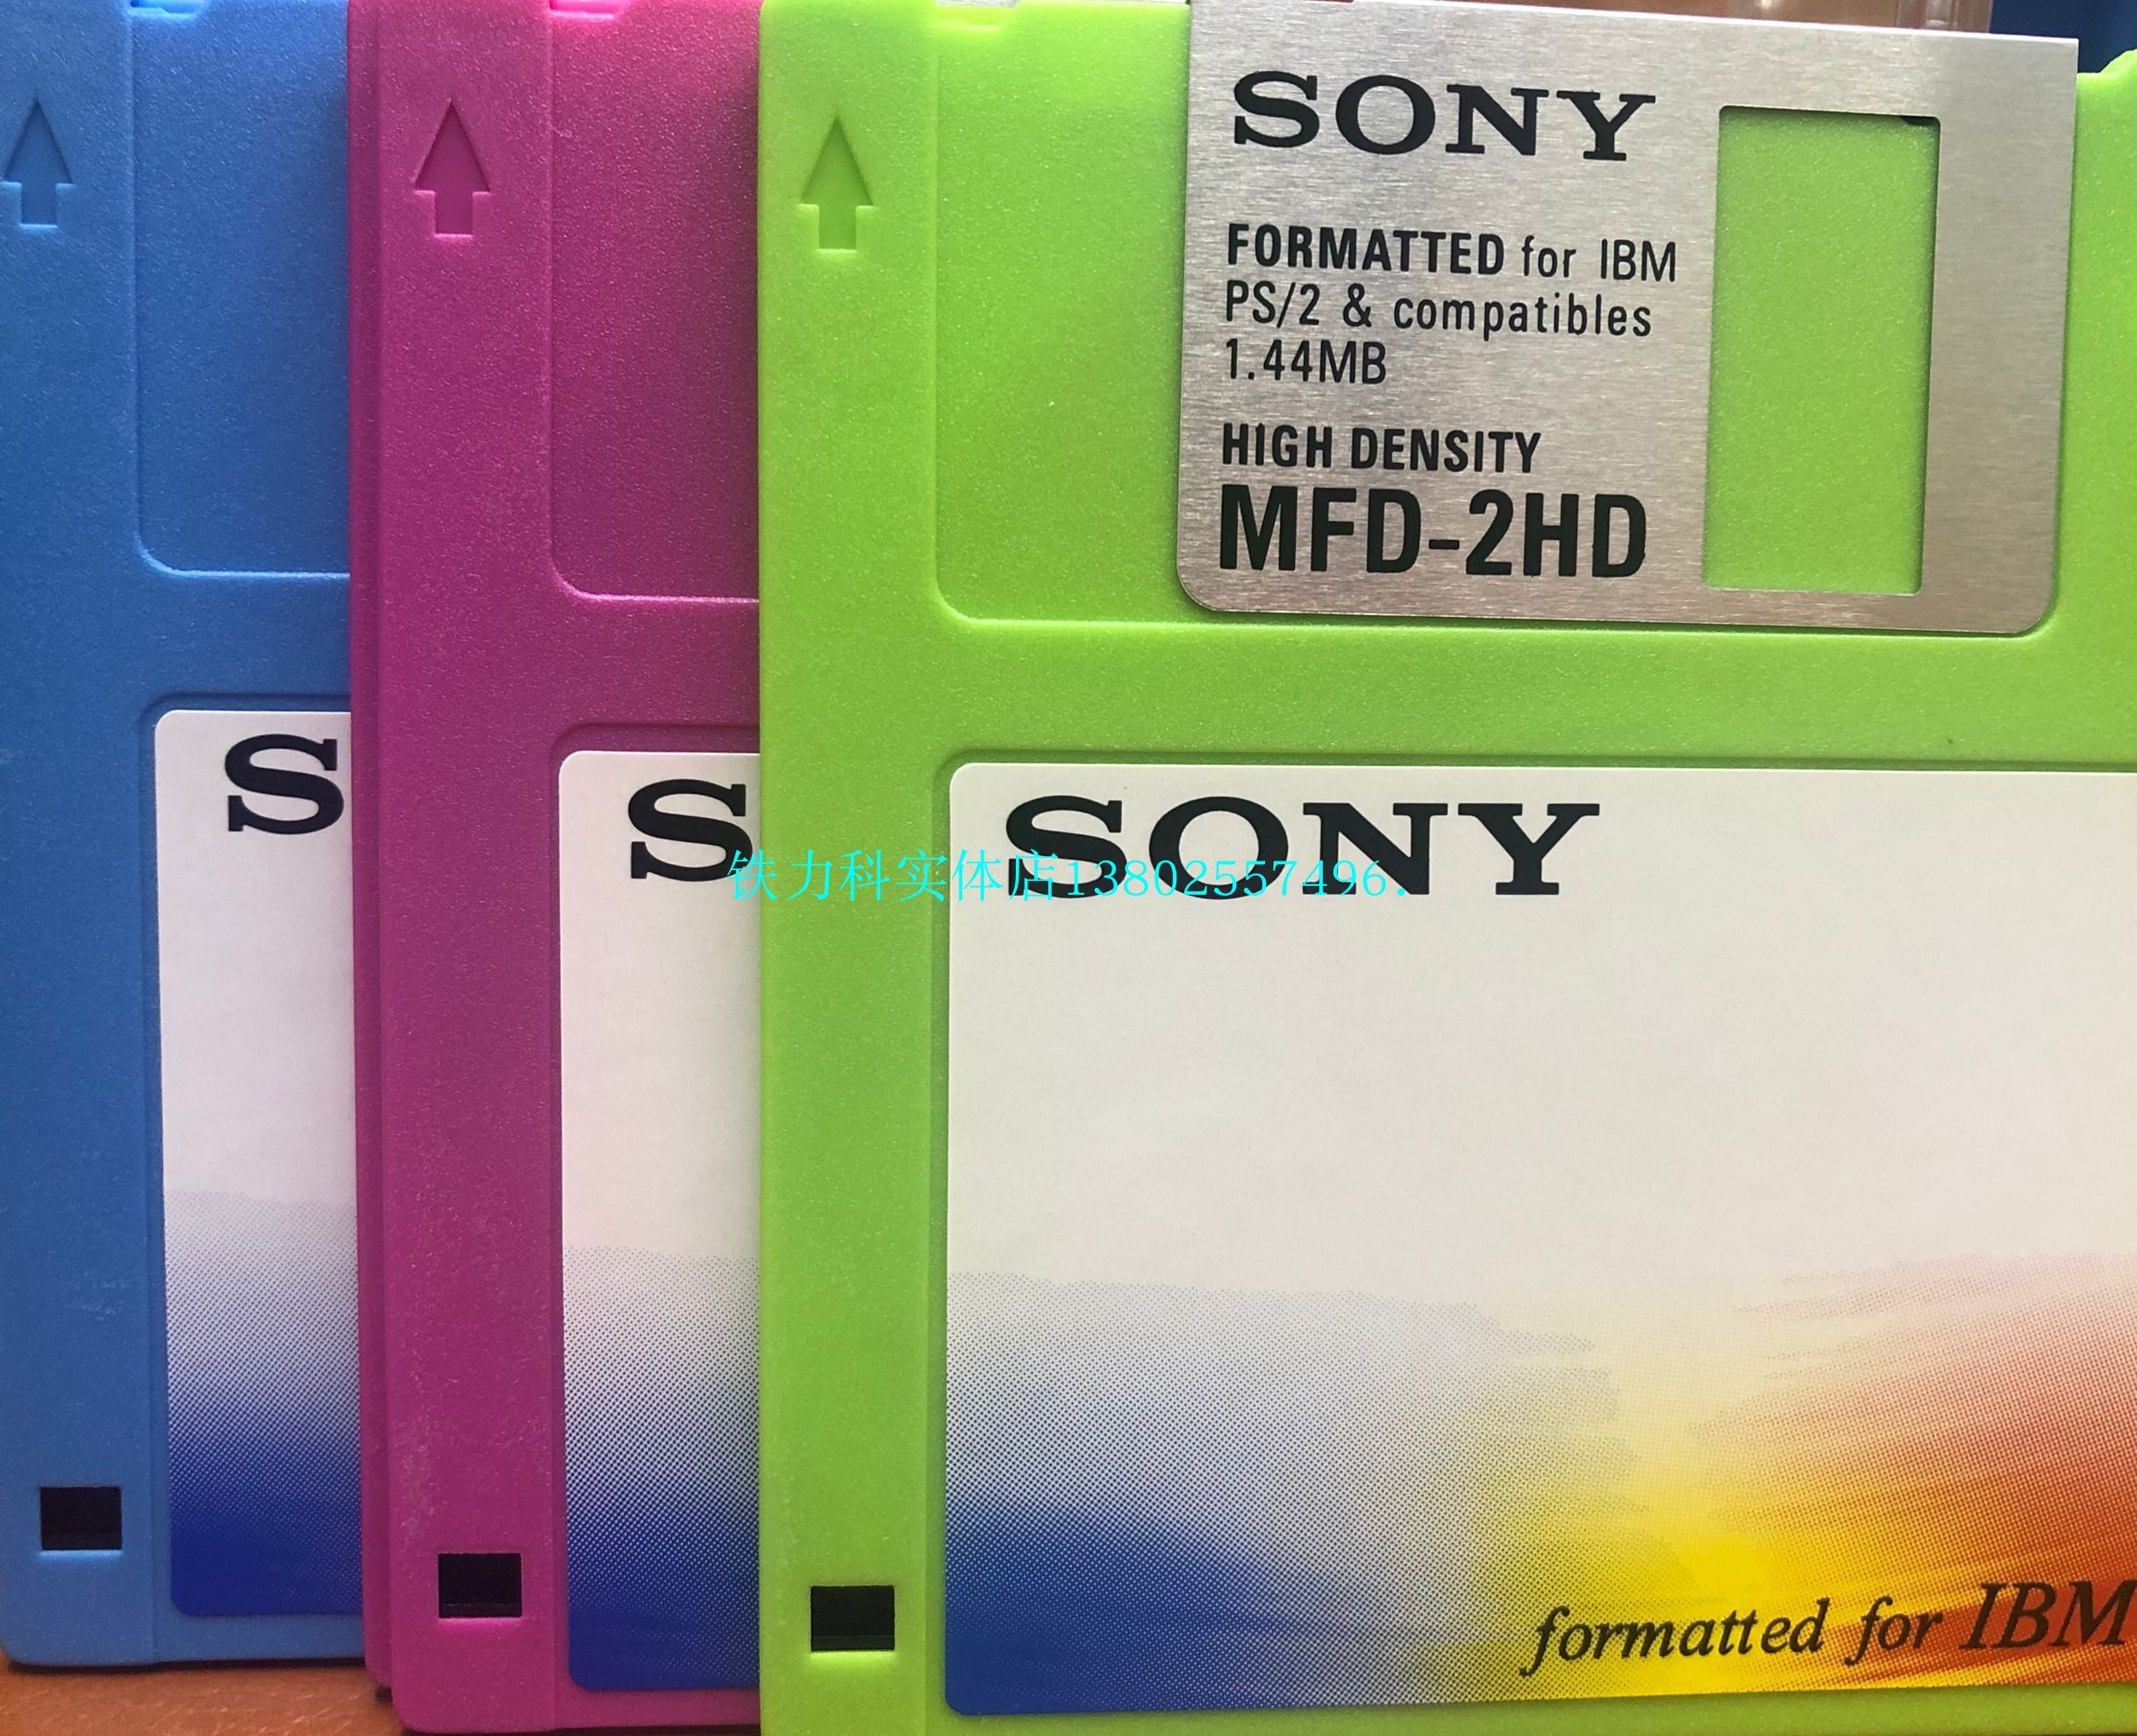 SONY
FORMATTED for IBM
PS/2 & compatibles
1.44MB
HIGH DENSITY
MFD-2HD
S
S
SONY
铁力科实体店13802557496.
formatted for IBM